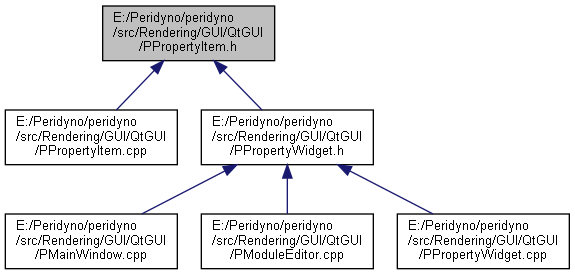 E:/Peridyno/peridyno
/src/Rendering/GUI/QtGUI
/PPropertyItem.h
E:/Peridyno/peridyno
/src/Rendering/GUI/QtGUI
/PPropertyItem.cpp
E:/Peridyno/peridyno
/src/Rendering/GUI/QtGUI
/PPropertyWidget.h
E:/Peridyno/peridyno
/src/Rendering/GUI/QtGUI
/PMainWindow.cpp
E:/Peridyno/peridyno
/src/Rendering/GUI/QtGUI
/PModuleEditor.cpp
E:/Peridyno/peridyno
/src/Rendering/GUI/QtGUI
/PPropertyWidget.cpp